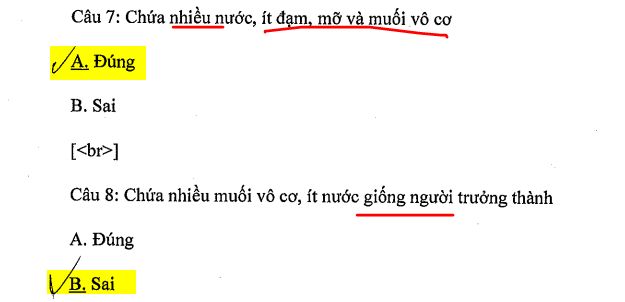 Câu 7: Chứa nhiều nước, ít đạm, mỡ và muối vô cơ
A. Đúng
B. Sai
[<br>]
Câu 8: Chứa nhiều muối vô cơ, ít nước giống người trưởng thành
A. Đúng
B. Sai